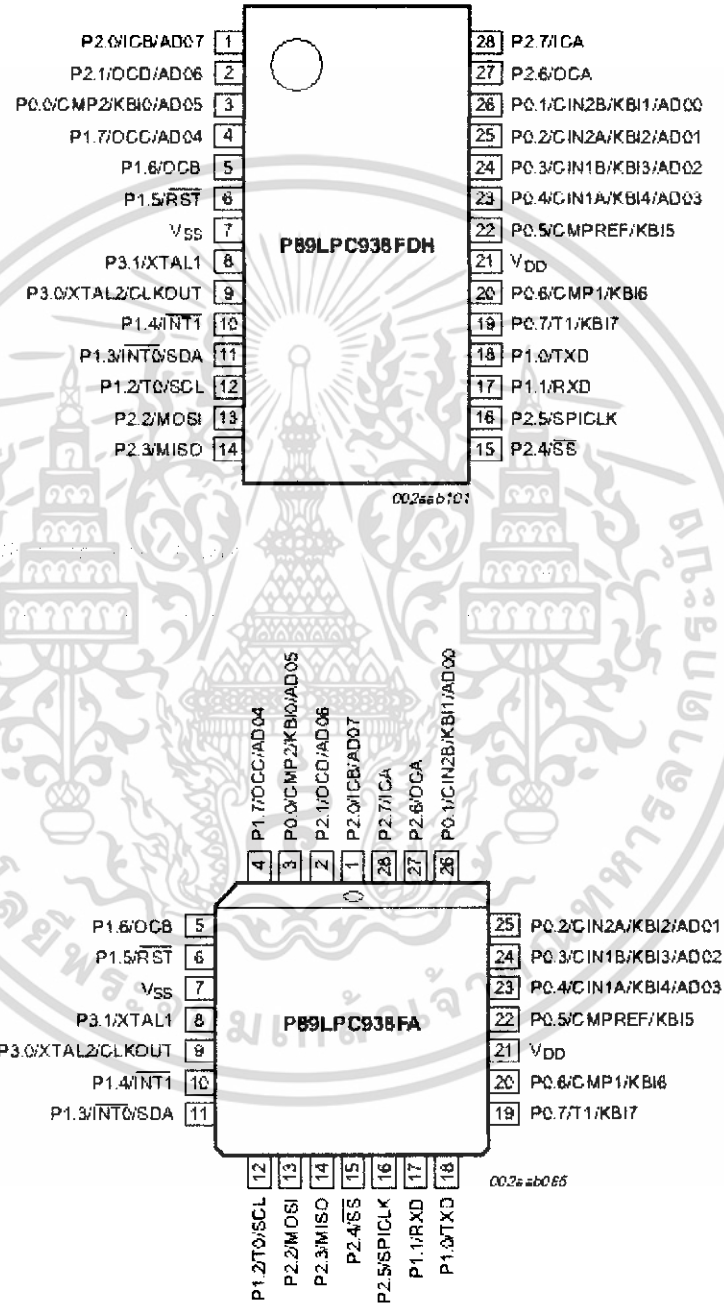 P2.0/ICB/AD07 1
P2.1/OCD/AD06 2
P0.0/CMP2/KBI0/AD05 3
P1.7/OCC/AD04 4
P1.6/OCB 5
P1.5/RST 6
VSS 7
P3.1/XTAL1 8
P3.0/XTAL2/CLKOUT 9
P1.4/INT1 10
P1.3/INT0/SDA 11
P1.2/T0/SCL 12
P2.2/MOSI 13
P2.3/MISO 14
P89LPC938FDH
28 P2.7/ICA
27 P2.6/OCA
26 P0.1/CIN2B/KBI1/AD00
25 P0.2/CIN2A/KBI2/AD01
24 P0.3/CIN1B/KBI3/AD02
23 P0.4/CIN1A/KBI4/AD03
22 P0.5/CMPREF/KBI5
21 VDD
20 P0.6/CMP1/KBI6
19 P0.7/T1/KBI7
18 P1.0/TXD
17 P1.1/RXD
16 P2.5/SPICLK
15 P2.4/SS
002aab101
4 P1.7/OCC/AD04
3 P0.0/CMP2/KBI0/AD05
2 P2.1/OCD/AD06
1 P2.0/ICB/AD07
28 P2.7/ICA
27 P2.6/OCA
26 P0.1/CIN2B/KBI1/AD00
P1.6/OCB 5
P1.5/RST 6
VSS 7
P3.1/XTAL1 8
P3.0/XTAL2/CLKOUT 9
P1.4/INT1 10
P1.3/INT0/SDA 11
P89LPC938FA
25 P0.2/CIN2A/KBI2/AD01
24 P0.3/CIN1B/KBI3/AD02
23 P0.4/CIN1A/KBI4/AD03
22 P0.5/CMPREF/KBI5
21 VDD
20 P0.6/CMP1/KBI6
19 P0.7/T1/KBI7
P1.2/T0/SCL 12
P2.2/MOSI 13
P2.3/MISO 14
P2.4/SS 15
P2.5/SPICLK 16
P1.1/RXD 17
P1.0/TXD 18
002aab065